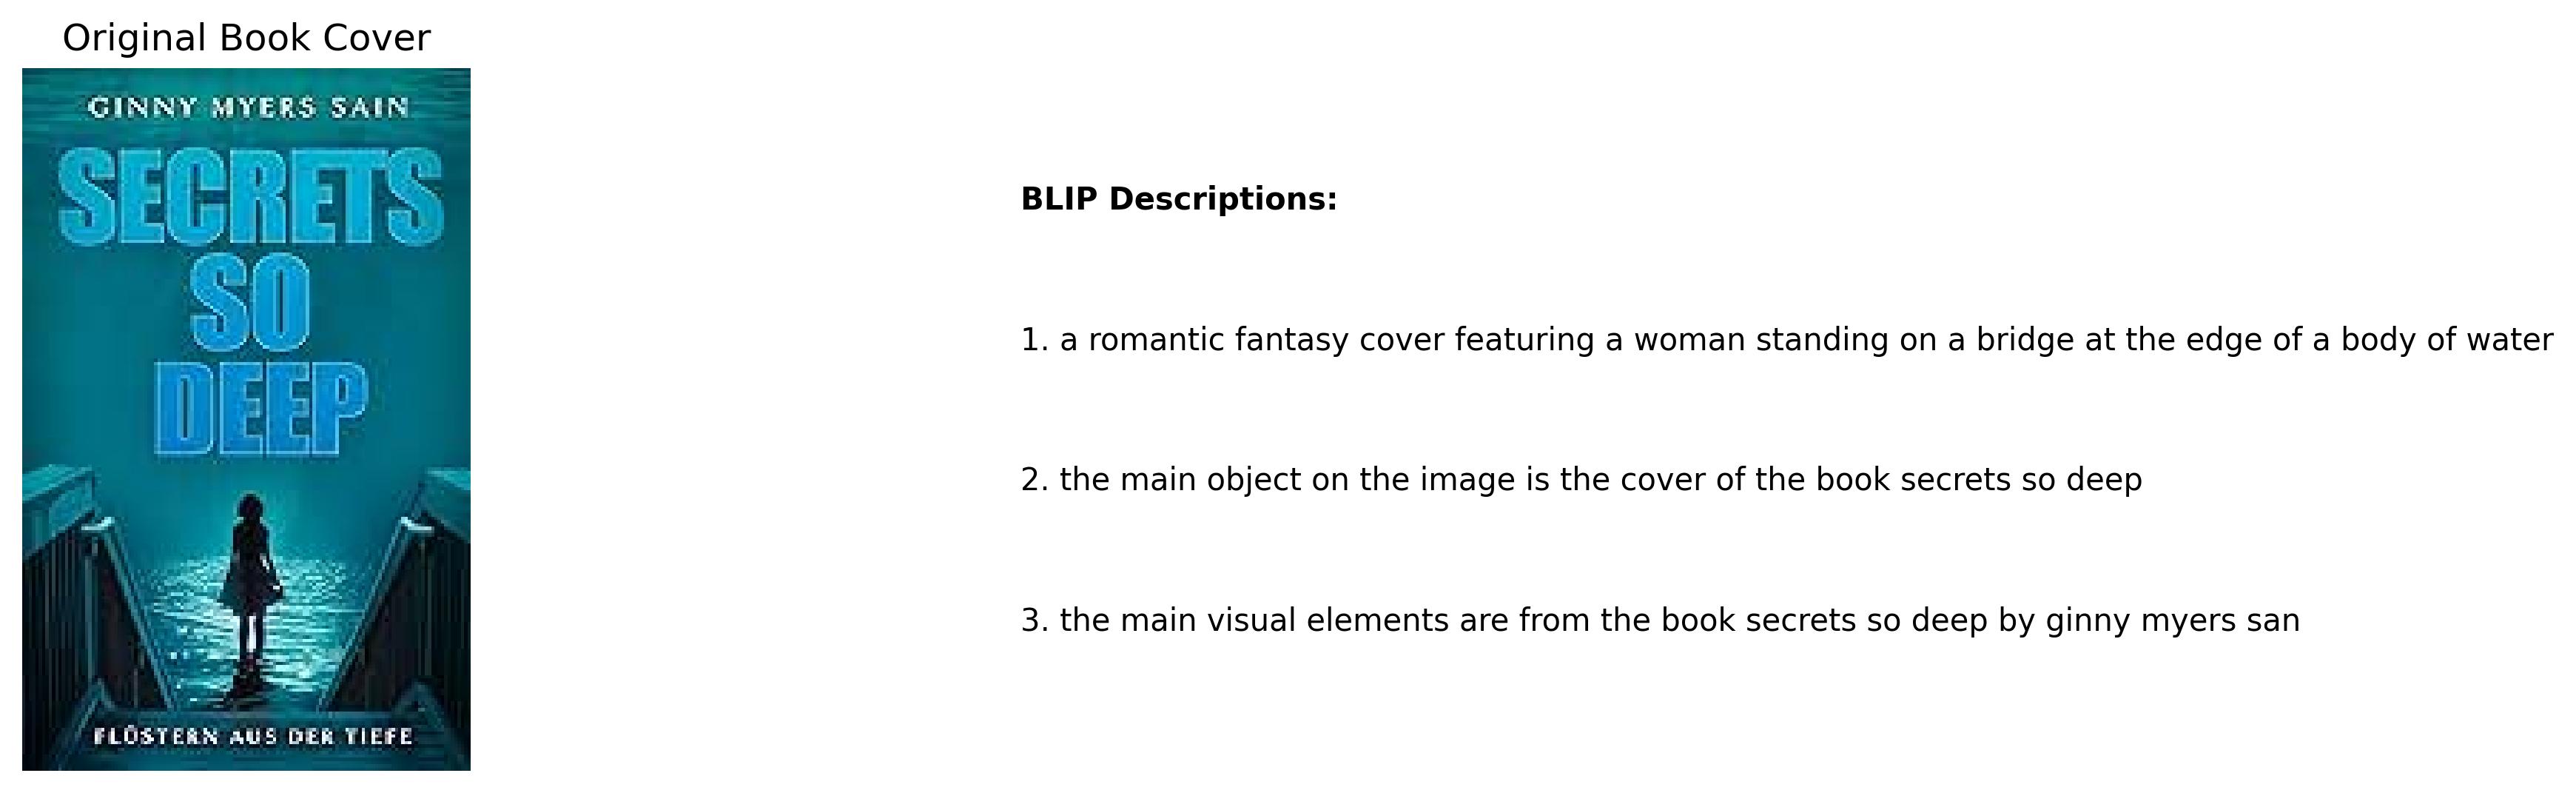 Original Book Cover
GINNY MYERS SAIN
SECRETS
SO
DEEP
FLÜSTERN AUS DER TIEFE
BLIP Descriptions:
1. a romantic fantasy cover featuring a woman standing on a bridge at the edge of a body of water
2. the main object on the image is the cover of the book secrets so deep
3. the main visual elements are from the book secrets so deep by ginny myers san